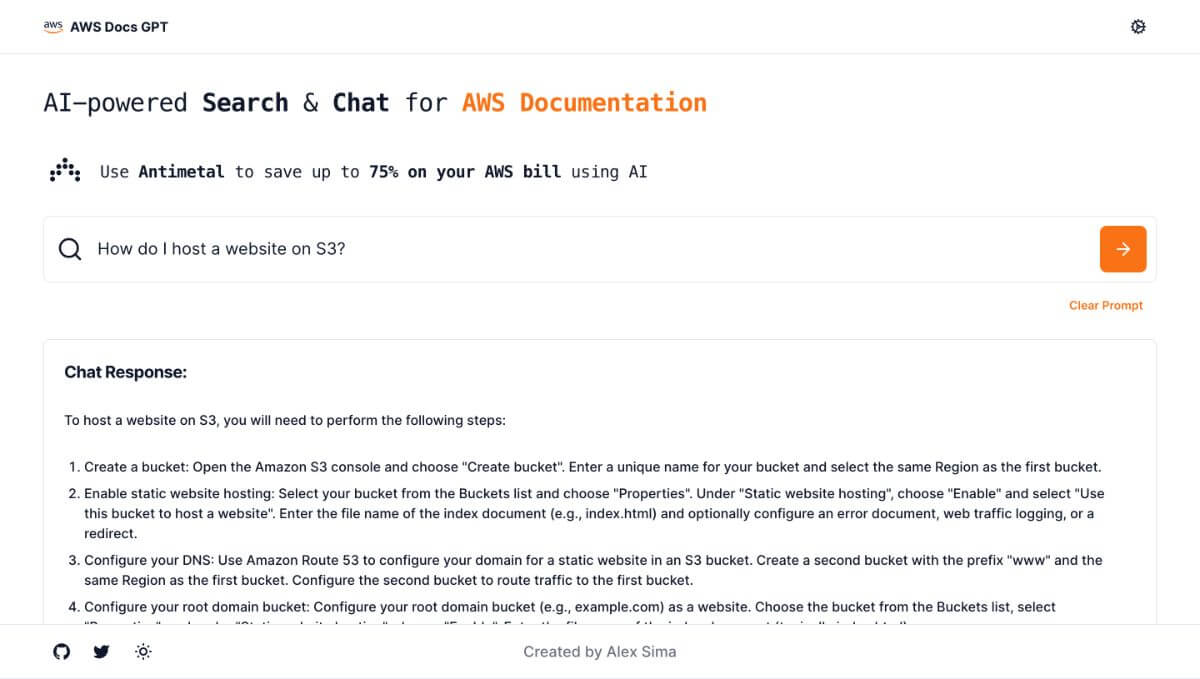 aws AWS Docs GPT
AI-powered Search & Chat for AWS Documentation
Use Antimetal to save up to 75% on your AWS bill using AI
How do I host a website on S3?
Clear Prompt
Chat Response:
To host a website on S3, you will need to perform the following steps:
1. Create a bucket: Open the Amazon S3 console and choose "Create bucket". Enter a unique name for your bucket and select the same Region as the first bucket.
2. Enable static website hosting: Select your bucket from the Buckets list and choose "Properties". Under "Static website hosting", choose "Enable" and select "Use
this bucket to host a website". Enter the file name of the index document (e.g., index.html) and optionally configure an error document, web traffic logging, or a
redirect.
3. Configure your DNS: Use Amazon Route 53 to configure your domain for a static website in an S3 bucket. Create a second bucket with the prefix "www" and the
same Region as the first bucket. Configure the second bucket to route traffic to the first bucket.
4. Configure your root domain bucket: Configure your root domain bucket (e.g., example.com) as a website. Choose the bucket from the Buckets list, select
Created by Alex Sima